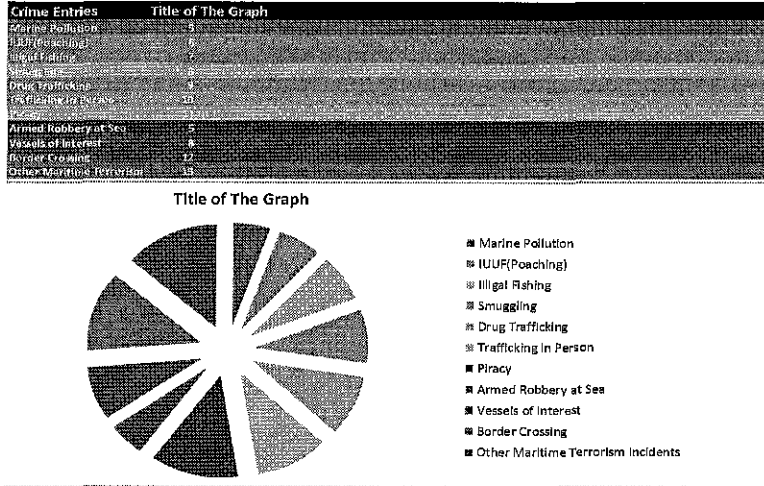 Crime Entries Title of The Graph
Marine Pollution 5
IUUF(Poaching) 6
Illigal Fishing 7
Smuggling 8
Drug Trafficking 9
Trafficking in Person 10
Piracy
Armed Robbery at Sea 5
Vessels of Interest 8
Border Crossing 12
Other Maritime Terrorism 13
Title of The Graph
Marine Pollution
IUUF(Poaching)
Illigal Fishing
Smuggling
Drug Trafficking
Trafficking in Person
Piracy
Armed Robbery at Sea
Vessels of Interest
Border Crossing
Other Maritime Terrorism Incidents